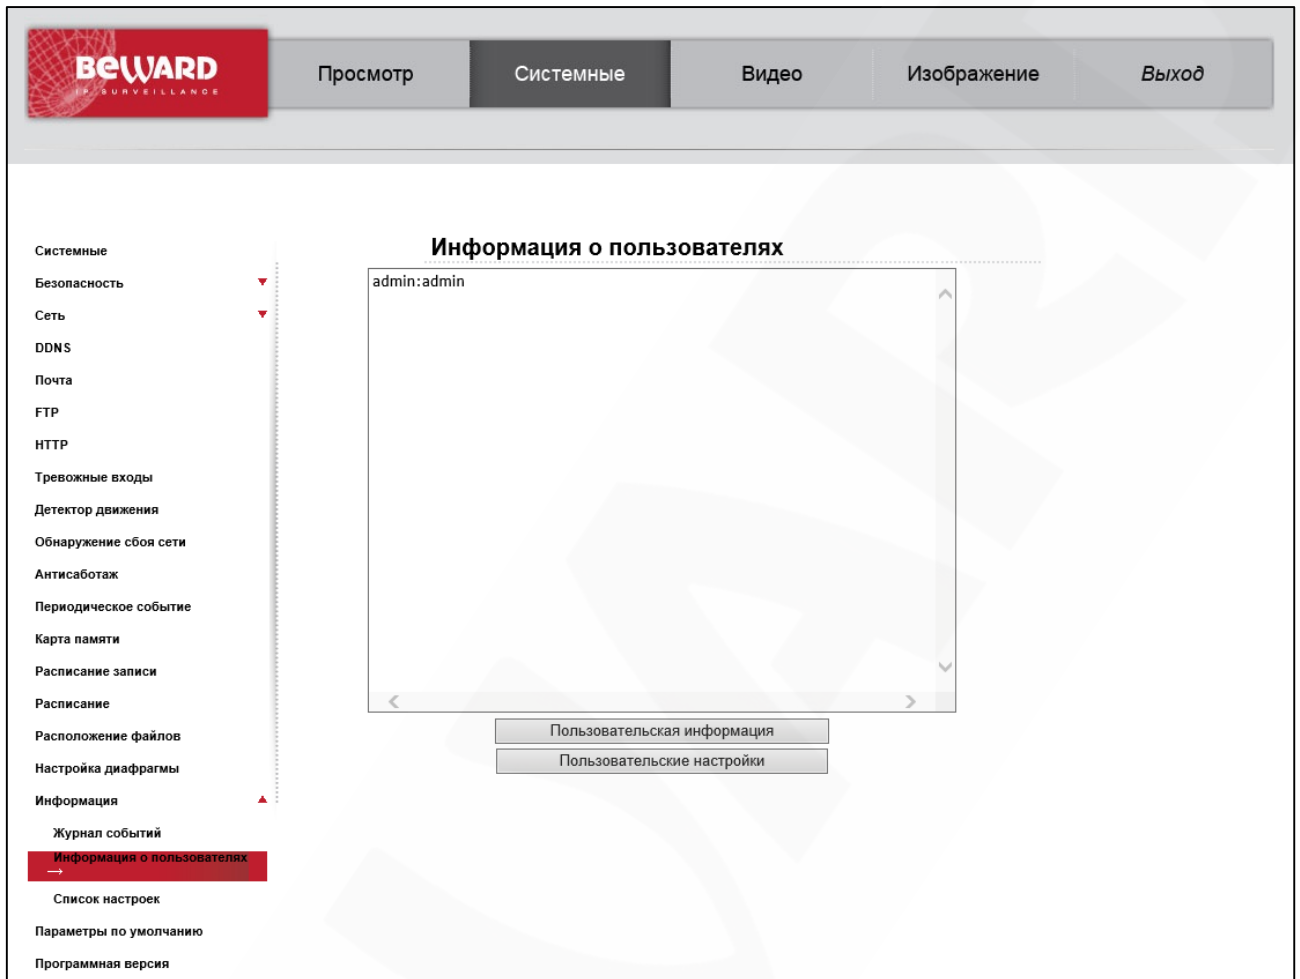 BEWARD
IP SURVEILLANCE
Просмотр
Системные
Видео
Изображение
Выход
Информация о пользователях
admin:admin
Пользовательская информация
Пользовательские настройки
Системные
Безопасность
Сеть
DDNS
Почта
FTP
HTTP
Тревожные входы
Детектор движения
Обнаружение сбоя сети
Антисаботаж
Периодическое событие
Карта памяти
Расписание записи
Расписание
Расположение файлов
Настройка диафрагмы
Информация
Журнал событий
Информация о пользователях
Список настроек
Параметры по умолчанию
Программная версия